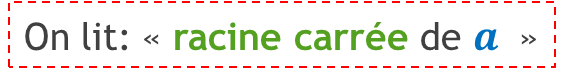 On lit: « racine carrée de a »